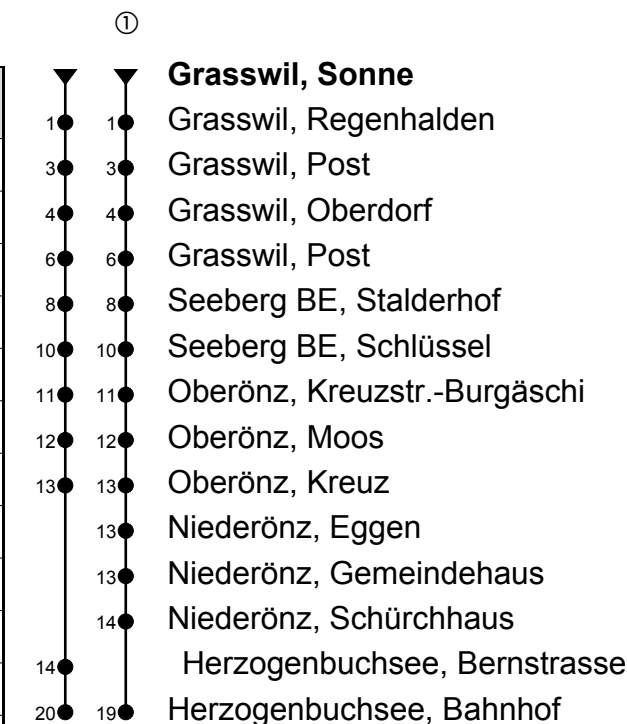 ①
Grasswil, Sonne
1 1 Grasswil, Regenhalden
3 3 Grasswil, Post
4 4 Grasswil, Oberdorf
6 6 Grasswil, Post
8 8 Seeberg BE, Stalderhof
10 10 Seeberg BE, Schlüssel
11 11 Oberönz, Kreuzstr.-Burgäschi
12 12 Oberönz, Moos
13 13 Oberönz, Kreuz
13 Niederönz, Eggen
13 Niederönz, Gemeindehaus
14 Niederönz, Schürchhaus
14 Herzogenbuchsee, Bernstrasse
20 19 Herzogenbuchsee, Bahnhof